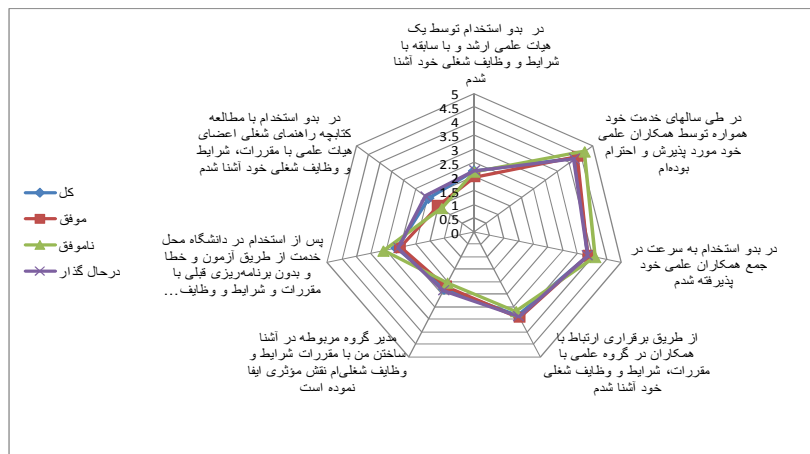 در بدو استخدام توسط یک
هیات علمی ارشد و با سابقه با
شرایط و وظایف شغلی خود آشنا
شدم
در طی سالهای خدمت خود
همواره توسط همکاران علمی
خود مورد پذیرش و احترام
بوده‌ام
در بدو استخدام به سرعت در
جمع همکاران علمی خود
پذیرفته شدم
از طریق برقراری ارتباط با
همکاران در گروه علمی با
مقررات، شرایط و وظایف شغلی
خود آشنا شدم
مدیر گروه مربوطه در آشنا
ساختن من با مقررات شرایط و
وظایف شغلی‌ام نقش مؤثری ایفا
نموده است
پس از استخدام در دانشگاه محل
خدمت از طریق آزمون و خطا
و بدون برنامه‌ریزی قبلی با
مقررات و شرایط و وظایف...
در بدو استخدام با مطالعه
کتابچه راهنمای شغلی اعضای
هیات علمی با مقررات، شرایط
و وظایف شغلی خود آشنا شدم
5
4.5
4
3.5
3
2.5
2
1.5
1
0.5
0
کل
موفق
ناموفق
درحال گذار